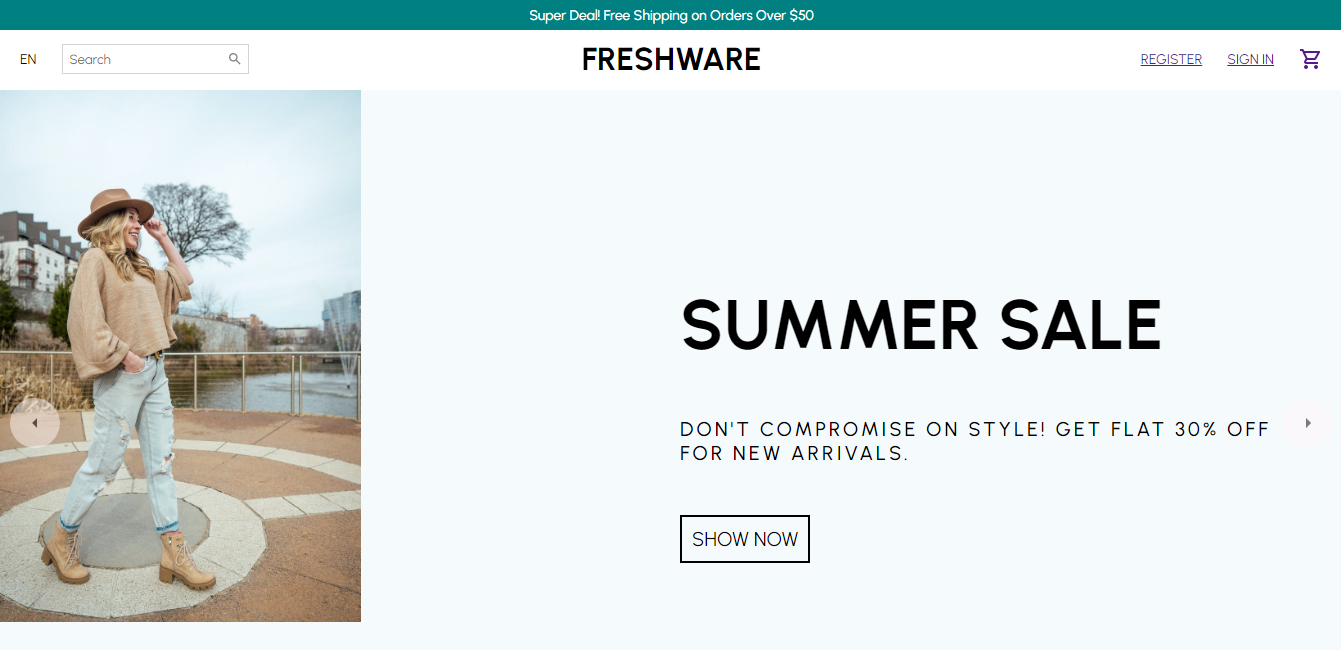 Super Deal! Free Shipping on Orders Over $50
EN
Search
FRESHWARE
REGISTER
SIGN IN
SUMMER SALE
DON'T COMPROMISE ON STYLE! GET FLAT 30% OFF
FOR NEW ARRIVALS.
SHOW NOW